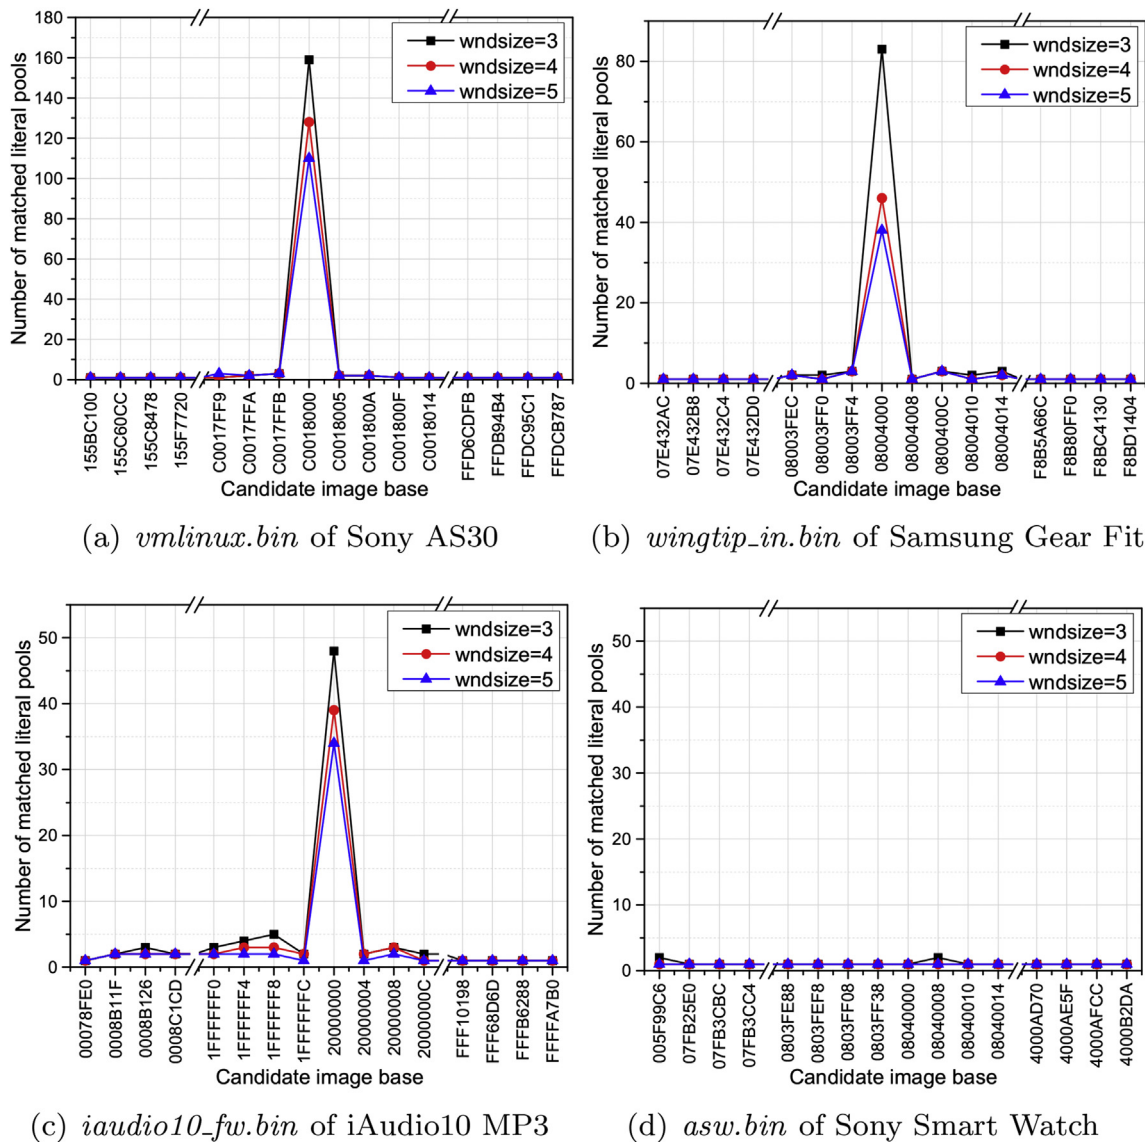 180
160
140
120
100
80
60
40
20
0
Number of matched literal pools
wndsize=3
wndsize=4
wndsize=5
155BC100
155C60CC
155C8478
155F7720
C0017FF9
C0017FFA
C0017FFB
C0018000
C0018005
C001800A
C001800F
C0018014
FFD6CDFB
FFDB94B4
FFDC95C1
FFDCB787
Candidate image base
(a) vmlinux.bin of Sony AS30
80
60
40
20
0
Number of matched literal pools
wndsize=3
wndsize=4
wndsize=5
07E432AC
07E432B8
07E432C4
07E432D0
08003FEC
08003FF0
08003FF4
08004000
08004008
0800400C
08004010
08004014
F8B5A66C
F8B80FF0
F8BC4130
F8BD1404
Candidate image base
(b) wingtip_in.bin of Samsung Gear Fit
50
40
30
20
10
0
Number of matched literal pools
wndsize=3
wndsize=4
wndsize=5
00078FE0
0008B11F
0008B126
0008C1CD
1FFFFFF0
1FFFFFF4
1FFFFFF8
1FFFFFFC
20000000
20000004
20000008
2000000C
FFF10198
FFF68D6D
FFFB6288
FFFFA7B0
Candidate image base
(c) iaudio10_fw.bin of iAudio10 MP3
50
40
30
20
10
0
Number of matched literal pools
wndsize=3
wndsize=4
wndsize=5
005F99C6
07FB25E0
07FB3CBC
07FB3CC4
0803FE88
0803FEF8
0803FF08
0803FF38
08040000
08040008
08040010
08040014
4000AD70
4000AE5F
4000AFCC
4000B2DA
Candidate image base
(d) asw.bin of Sony Smart Watch